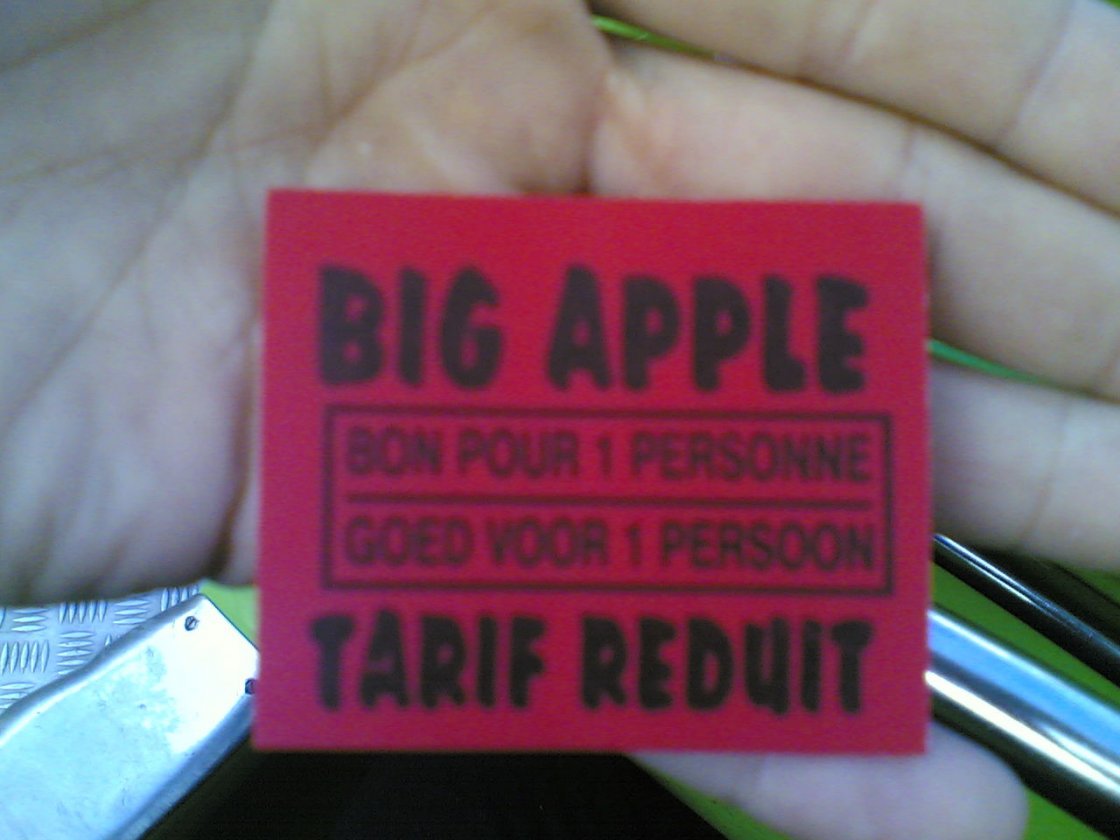 BIG APPLE
BON POUR 1 PERSONNE
GOED VOOR 1 PERSOON
TARIF REDUIT